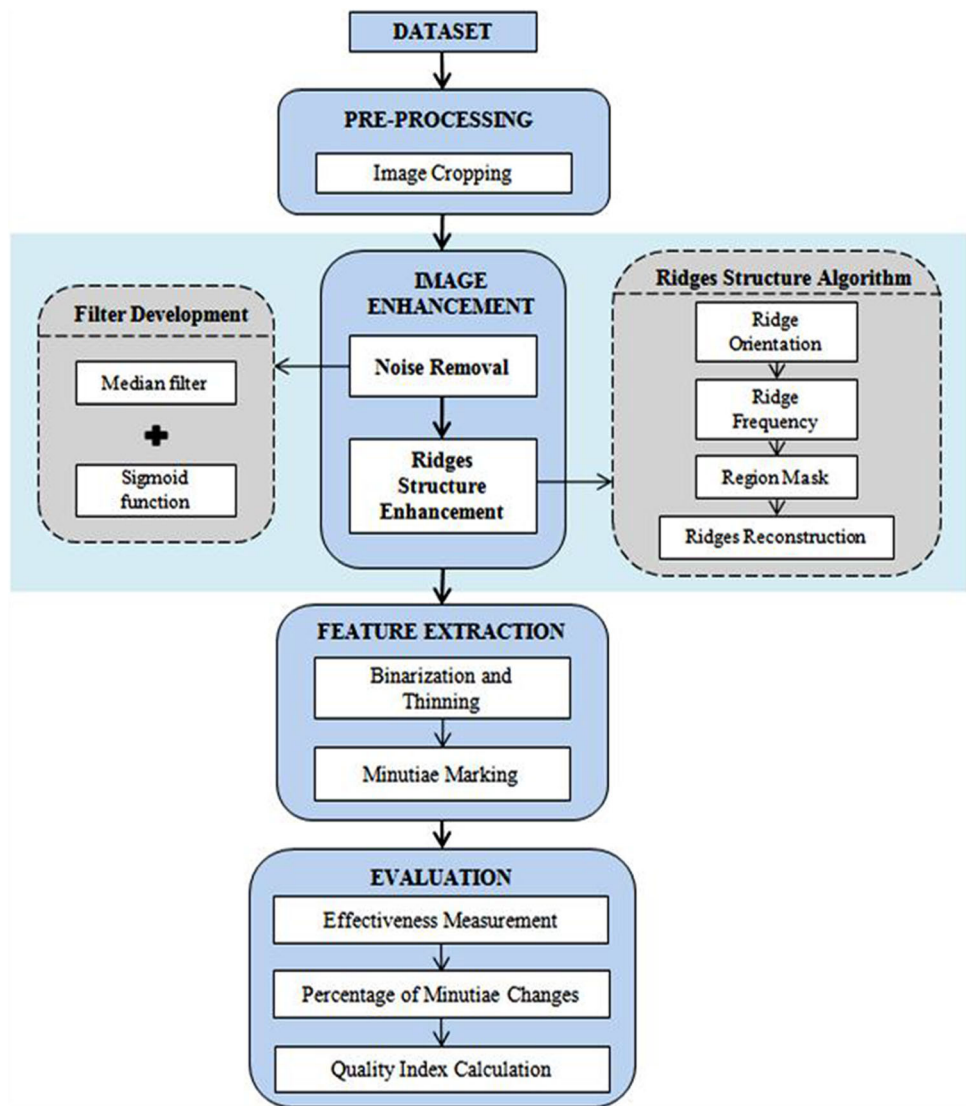 DATASET
PRE-PROCESSING
Image Cropping
IMAGE
ENHANCEMENT
Noise Removal
Ridges
Structure
Enhancement
Filter Development
Median filter
+
Sigmoid
function
Ridges Structure Algorithm
Ridge
Orientation
Ridge
Frequency
Region Mask
Ridges Reconstruction
FEATURE EXTRACTION
Binarization and
Thinning
Minutiae Marking
EVALUATION
Effectiveness Measurement
Percentage of Minutiae Changes
Quality Index Calculation